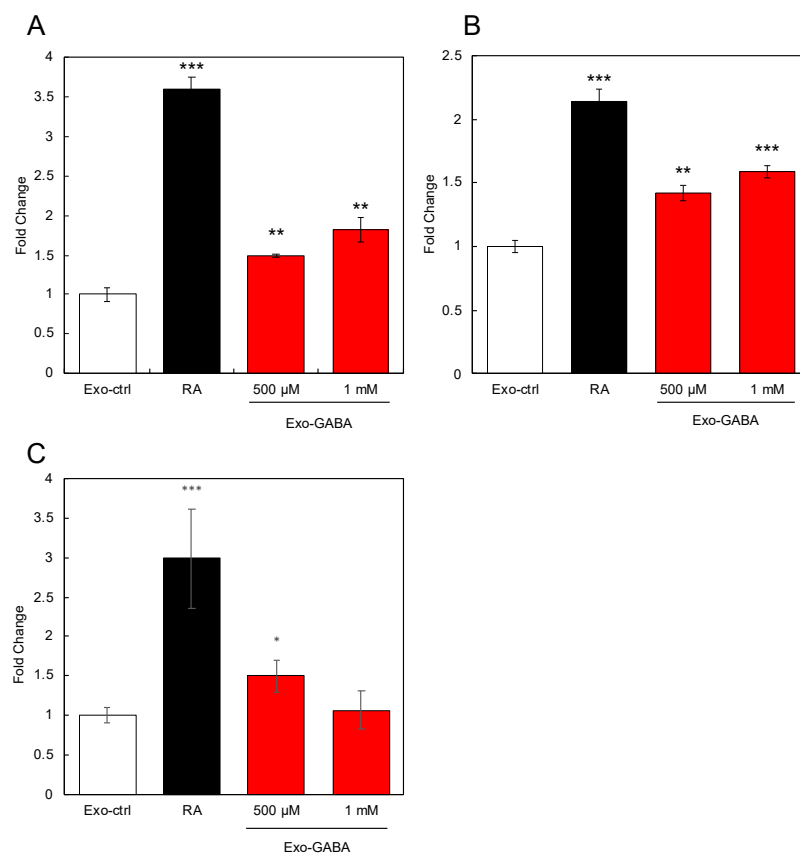 A
Fold Change
4
3.5
3
2.5
2
1.5
1
0.5
0
***
**
**
Exo-ctrl RA 500 µM 1 mM
Exo-GABA
B
Fold Change
2.5
2
1.5
1
0.5
0
***
**
***
Exo-ctrl RA 500 µM 1 mM
Exo-GABA
C
Fold Change
4
3.5
3
2.5
2
1.5
1
0.5
0
***
*
Exo-ctrl RA 500 µM 1 mM
Exo-GABA